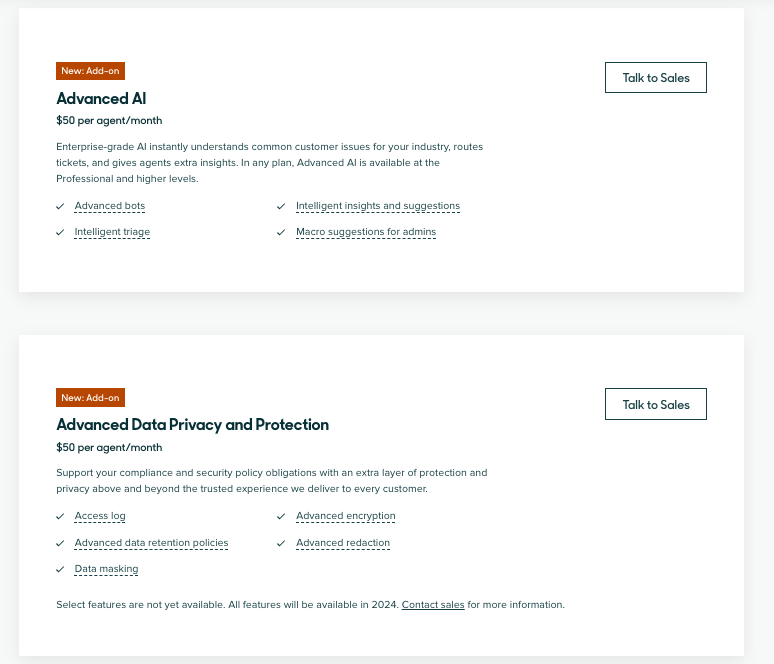 New: Add-on
Talk to Sales
Advanced AI
$50 per agent/month
Enterprise-grade AI instantly understands common customer issues for your industry, routes
tickets, and gives agents extra insights. In any plan, Advanced AI is available at the
Professional and higher levels.
Advanced bots
Intelligent insights and suggestions
Intelligent triage
Macro suggestions for admins
New: Add-on
Talk to Sales
Advanced Data Privacy and Protection
$50 per agent/month
Support your compliance and security policy obligations with an extra layer of protection and
privacy above and beyond the trusted experience we deliver to every customer.
Access log
Advanced encryption
Advanced data retention policies
Advanced redaction
Data masking
Select features are not yet available. All features will be available in 2024. Contact sales for more information.